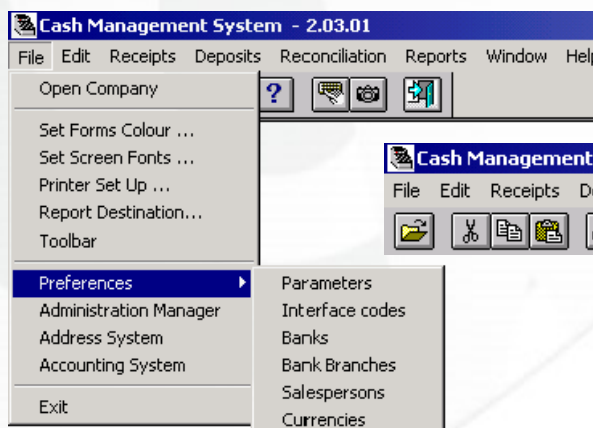 Cash Management System - 2.03.01
File Edit Receipts Deposits Reconciliation Reports Window Help
Open Company
?
Set Forms Colour ...
Set Screen Fonts ...
Printer Set Up ...
Report Destination...
Toolbar
Preferences
Administration Manager
Address System
Accounting System
Exit
Parameters
Interface codes
Banks
Bank Branches
Salespersons
Currencies
Cash Management
File Edit Receipts D